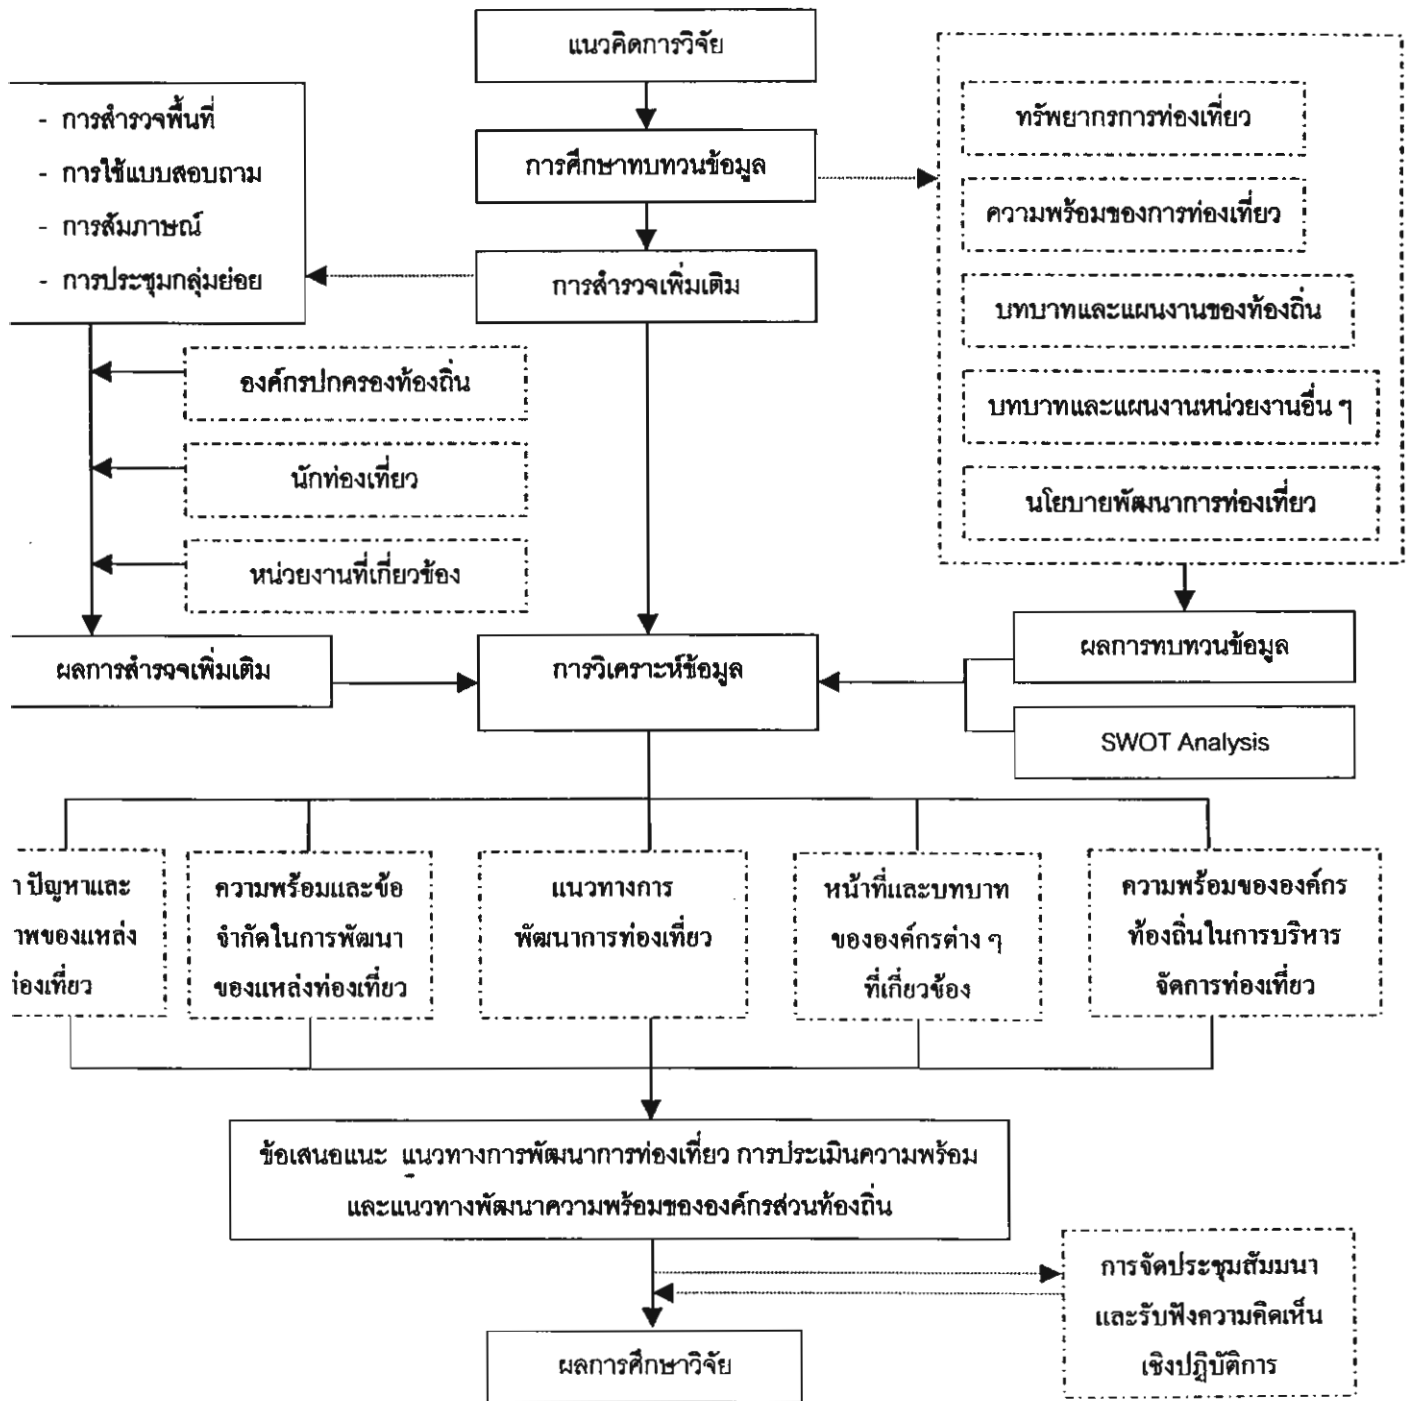 แนวคิดการวิจัย
การศึกษาทบทวนข้อมูล
การสำรวจเพิ่มเติม
- การสำรวจพื้นที่
- การใช้แบบสอบถาม
- การสัมภาษณ์
- การประชุมกลุ่มย่อย
ทรัพยากรการท่องเที่ยว
ความพร้อมของการท่องเที่ยว
บทบาทและแผนงานของท้องถิ่น
บทบาทและแผนงานหน่วยงานอื่น ๆ
นโยบายพัฒนาการท่องเที่ยว
องค์กรปกครองท้องถิ่น
นักท่องเที่ยว
หน่วยงานที่เกี่ยวข้อง
ผลการสำรวจเพิ่มเติม
การวิเคราะห์ข้อมูล
ผลการทบทวนข้อมูล
SWOT Analysis
ปัญหาและ
ของแหล่ง
ท่องเที่ยว
ความพร้อมและข้อ
จำกัดในการพัฒนา
ของแหล่งท่องเที่ยว
แนวทางการ
พัฒนาการท่องเที่ยว
หน้าที่และบทบาท
ขององค์กรต่าง ๆ
ที่เกี่ยวข้อง
ความพร้อมขององค์กร
ท้องถิ่นในการบริหาร
จัดการท่องเที่ยว
ข้อเสนอแนะ แนวทางการพัฒนาการท่องเที่ยว การประเมินความพร้อม
และแนวทางพัฒนาความพร้อมขององค์กรส่วนท้องถิ่น
การจัดประชุมสัมมนา
และรับฟังความคิดเห็น
เชิงปฏิบัติการ
ผลการศึกษาวิจัย